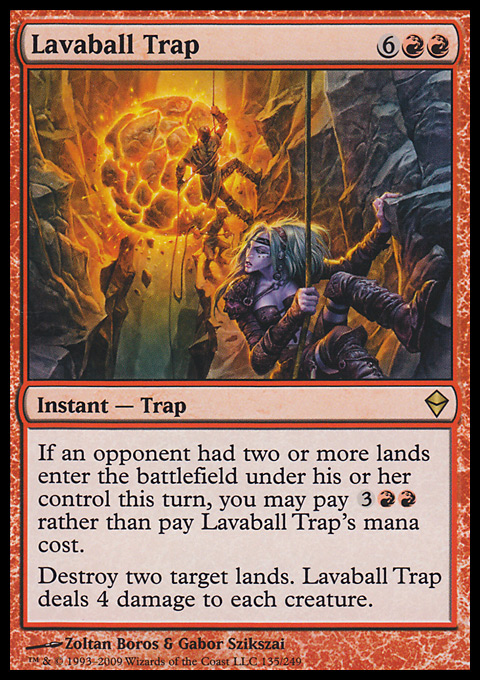 Lavaball Trap 6
Instant — Trap
If an opponent had two or more lands
enter the battlefield under his or her
control this turn, you may pay 3
rather than pay Lavaball Trap's mana
cost.
Destroy two target lands. Lavaball Trap
deals 4 damage to each creature.
Zoltan Boros & Gabor Szikszai
™ & © 1993–2009 Wizards of the Coast LLC 135/249